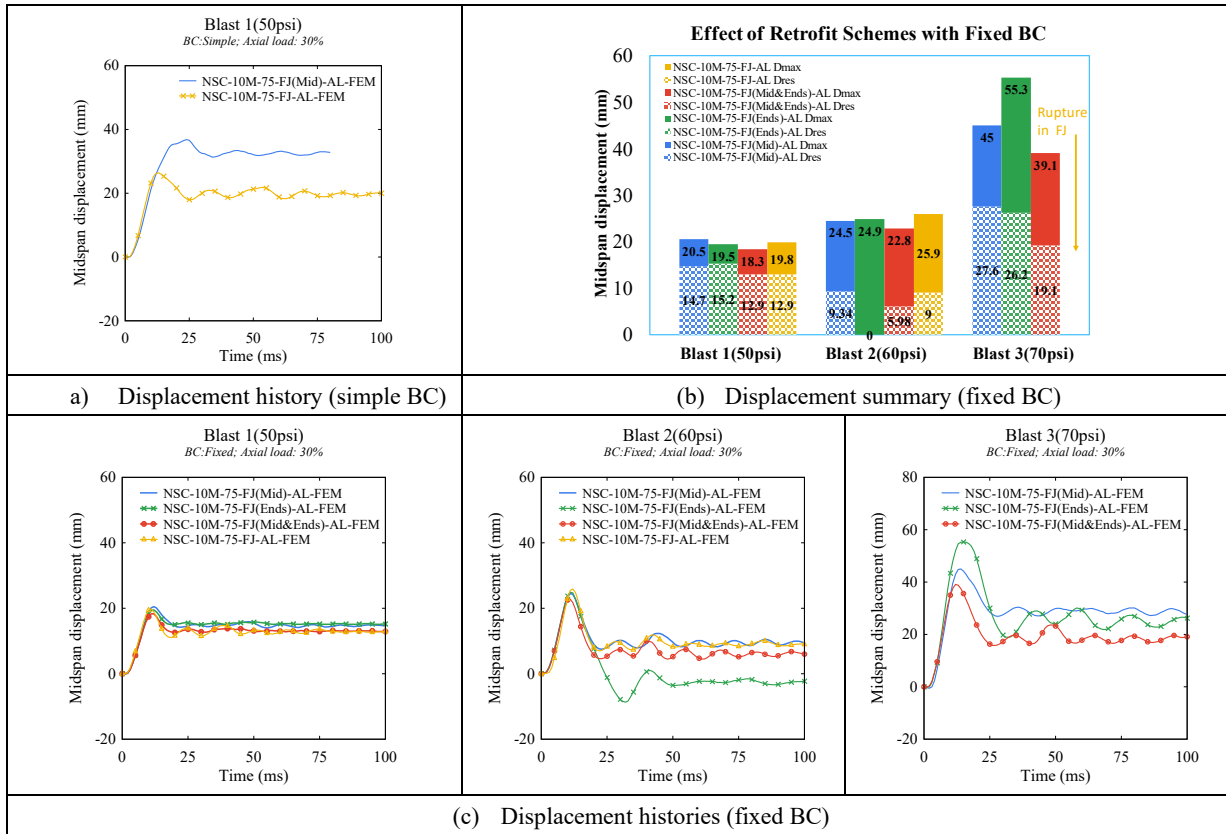 Blast 1(50psi)
BC:Simple; Axial load: 30%
60
40
20
0
-20
Midspan displacement (mm)
NSC-10M-75-FJ(Mid)-AL-FEM
NSC-10M-75-FJ-AL-FEM
0 25 50 75 100
Time (ms)
a) Displacement history (simple BC)
Effect of Retrofit Schemes with Fixed BC
60
50
40
30
20
10
0
Midspan displacement (mm)
NSC-10M-75-FJ-AL Dmax
NSC-10M-75-FJ-AL Dres
NSC-10M-75-FJ(Mid&Ends)-AL Dmax
NSC-10M-75-FJ(Mid&Ends)-AL Dres
NSC-10M-75-FJ(Ends)-AL Dmax
NSC-10M-75-FJ(Ends)-AL Dres
NSC-10M-75-FJ(Mid)-AL Dmax
NSC-10M-75-FJ(Mid)-AL Dres
20.5 19.5 18.3 19.8
14.7 15.2 12.9 12.9
24.5 24.9 22.8 25.9
9.34 0 5.98 9
45 55.3 39.1
27.6 26.2 19.1
Rupture
in FJ
Blast 1(50psi) Blast 2(60psi) Blast 3(70psi)
(b) Displacement summary (fixed BC)
Blast 1(50psi)
BC:Fixed; Axial load: 30%
60
40
20
0
-20
Midspan displacement (mm)
NSC-10M-75-FJ(Mid)-AL-FEM
NSC-10M-75-FJ(Ends)-AL-FEM
NSC-10M-75-FJ(Mid&Ends)-AL-FEM
NSC-10M-75-FJ-AL-FEM
0 25 50 75 100
Time (ms)
Blast 2(60psi)
BC:Fixed; Axial load: 30%
60
40
20
0
-20
Midspan displacement (mm)
NSC-10M-75-FJ(Mid)-AL-FEM
NSC-10M-75-FJ(Ends)-AL-FEM
NSC-10M-75-FJ(Mid&Ends)-AL-FEM
NSC-10M-75-FJ-AL-FEM
0 25 50 75 100
Time (ms)
Blast 3(70psi)
BC:Fixed; Axial load: 30%
80
60
40
20
0
-20
Midspan displacement (mm)
NSC-10M-75-FJ(Mid)-AL-FEM
NSC-10M-75-FJ(Ends)-AL-FEM
NSC-10M-75-FJ(Mid&Ends)-AL-FEM
0 25 50 75 100
Time (ms)
(c) Displacement histories (fixed BC)